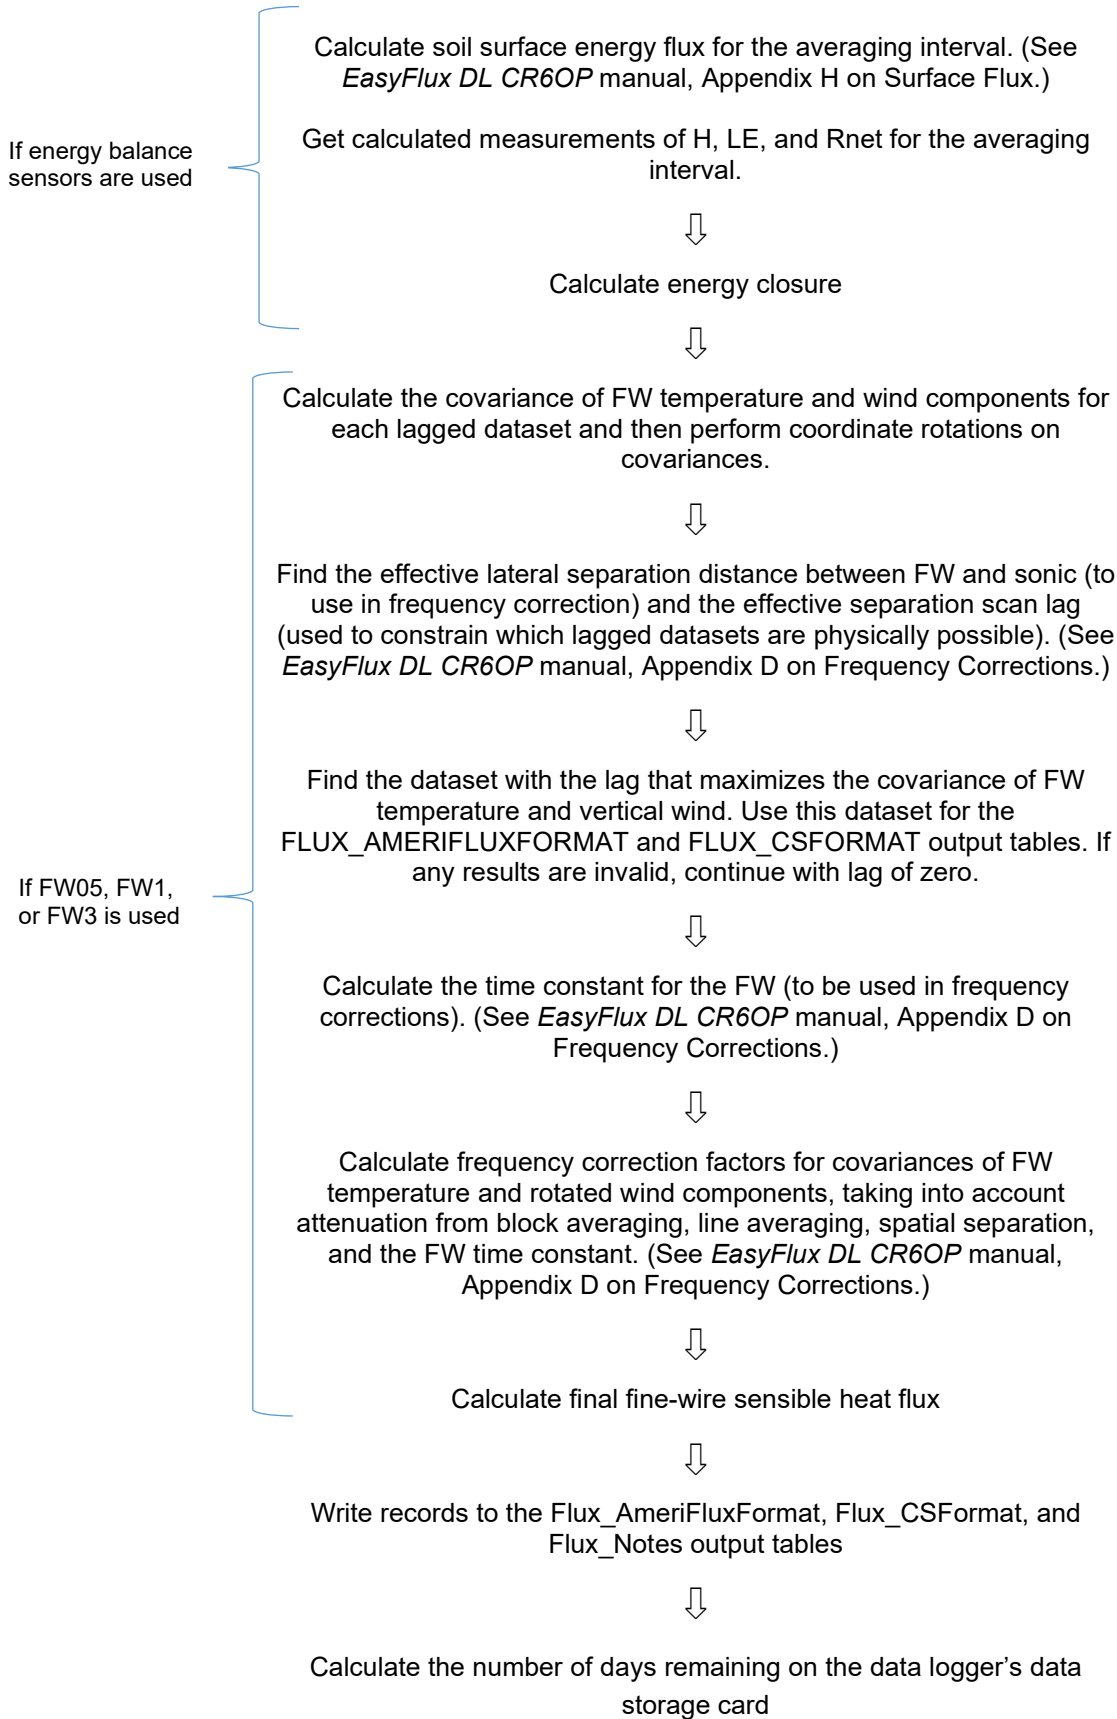 Calculate soil surface energy flux for the averaging interval. (See
EasyFlux DL CR6OP manual, Appendix H on Surface Flux.)
If energy balance
sensors are used
Get calculated measurements of H, LE, and Rnet for the averaging
interval.
Calculate energy closure
Calculate the covariance of FW temperature and wind components for
each lagged dataset and then perform coordinate rotations on
covariances.
Find the effective lateral separation distance between FW and sonic (to
use in frequency correction) and the effective separation scan lag
(used to constrain which lagged datasets are physically possible). (See
EasyFlux DL CR6OP manual, Appendix D on Frequency Corrections.)
Find the dataset with the lag that maximizes the covariance of FW
temperature and vertical wind. Use this dataset for the
FLUX_AMERIFLUXFORMAT and FLUX_CSFORMAT output tables. If
any results are invalid, continue with lag of zero.
If FW05, FW1,
or FW3 is used
Calculate the time constant for the FW (to be used in frequency
corrections). (See EasyFlux DL CR6OP manual, Appendix D on
Frequency Corrections.)
Calculate frequency correction factors for covariances of FW
temperature and rotated wind components, taking into account
attenuation from block averaging, line averaging, spatial separation,
and the FW time constant. (See EasyFlux DL CR6OP manual,
Appendix D on Frequency Corrections.)
Calculate final fine-wire sensible heat flux
Write records to the Flux_AmeriFluxFormat, Flux_CSFormat, and
Flux_Notes output tables
Calculate the number of days remaining on the data logger’s data
storage card